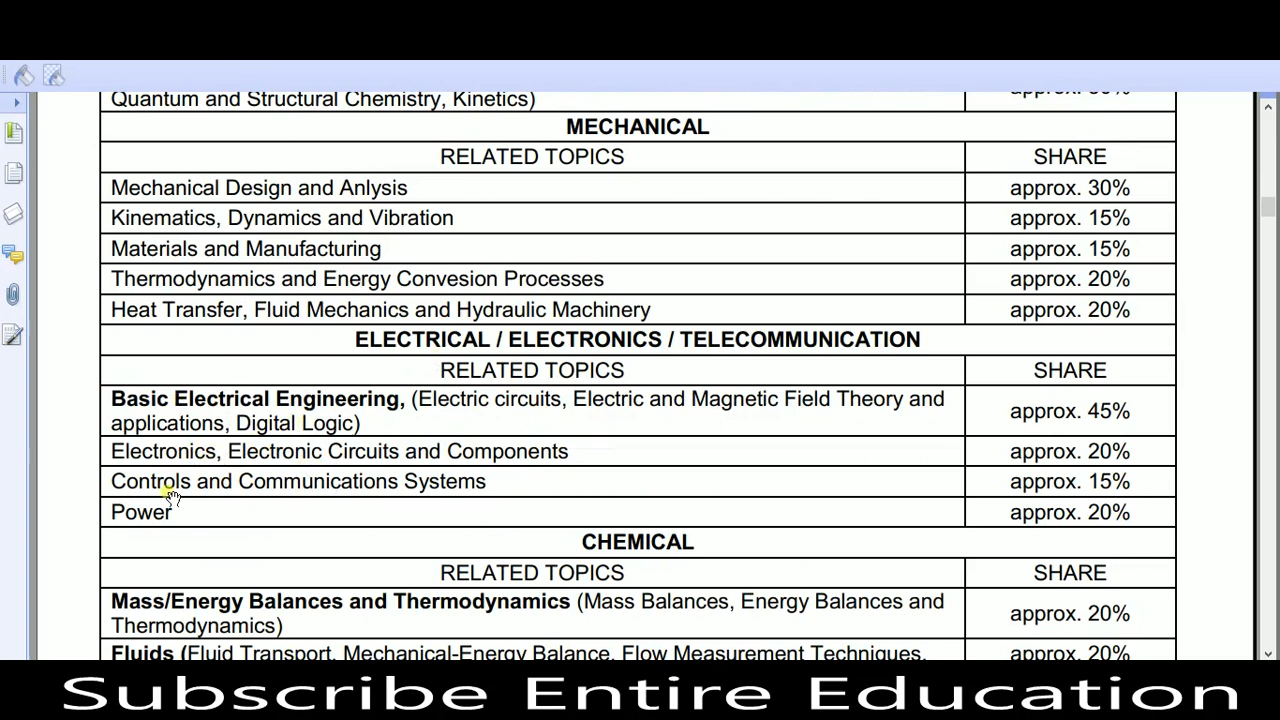 Quantum and Structural Chemistry, Kinetics)
approx.
MECHANICAL
RELATED TOPICS SHARE
Mechanical Design and Anlysis approx. 30%
Kinematics, Dynamics and Vibration approx. 15%
Materials and Manufacturing approx. 15%
Thermodynamics and Energy Convesion Processes approx. 20%
Heat Transfer, Fluid Mechanics and Hydraulic Machinery approx. 20%
ELECTRICAL / ELECTRONICS / TELECOMMUNICATION
RELATED TOPICS SHARE
Basic Electrical Engineering, (Electric circuits, Electric and Magnetic Field Theory and
applications, Digital Logic)
approx. 45%
Electronics, Electronic Circuits and Components approx. 20%
Controls and Communications Systems approx. 15%
Power approx. 20%
CHEMICAL
RELATED TOPICS SHARE
Mass/Energy Balances and Thermodynamics (Mass Balances, Energy Balances and
Thermodynamics)
approx. 20%
Fluids (Fluid Transport, Mechanical-Energy Balance, Flow Measurement Techniques,
approx. 20%
Subscribe Entire Education